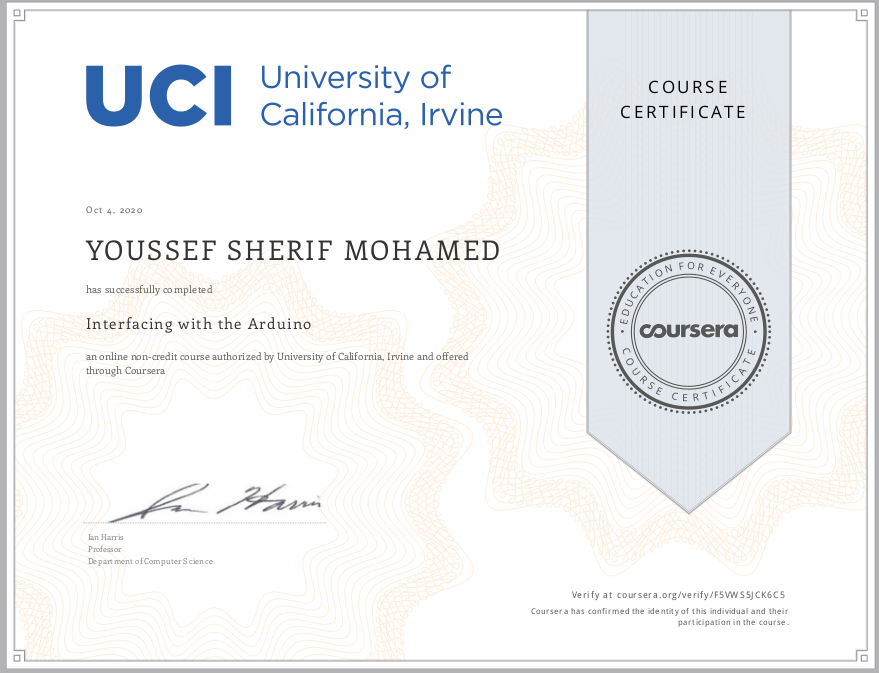 UCI University of
California, Irvine
COURSE
CERTIFICATE
Oct 4, 2020
YOUSSEF SHERIF MOHAMED
has successfully completed
Interfacing with the Arduino
an online non-credit course authorized by University of California, Irvine and offered
through Coursera
EDUCATION FOR EVERYONE
coursera
COURSE CERTIFICATE
Ian Harris
Ian Harris
Professor
Department of Computer Science
Verify at coursera.org/verify/F5VWS5JCK6C5
Coursera has confirmed the identity of this individual and their
participation in the course.